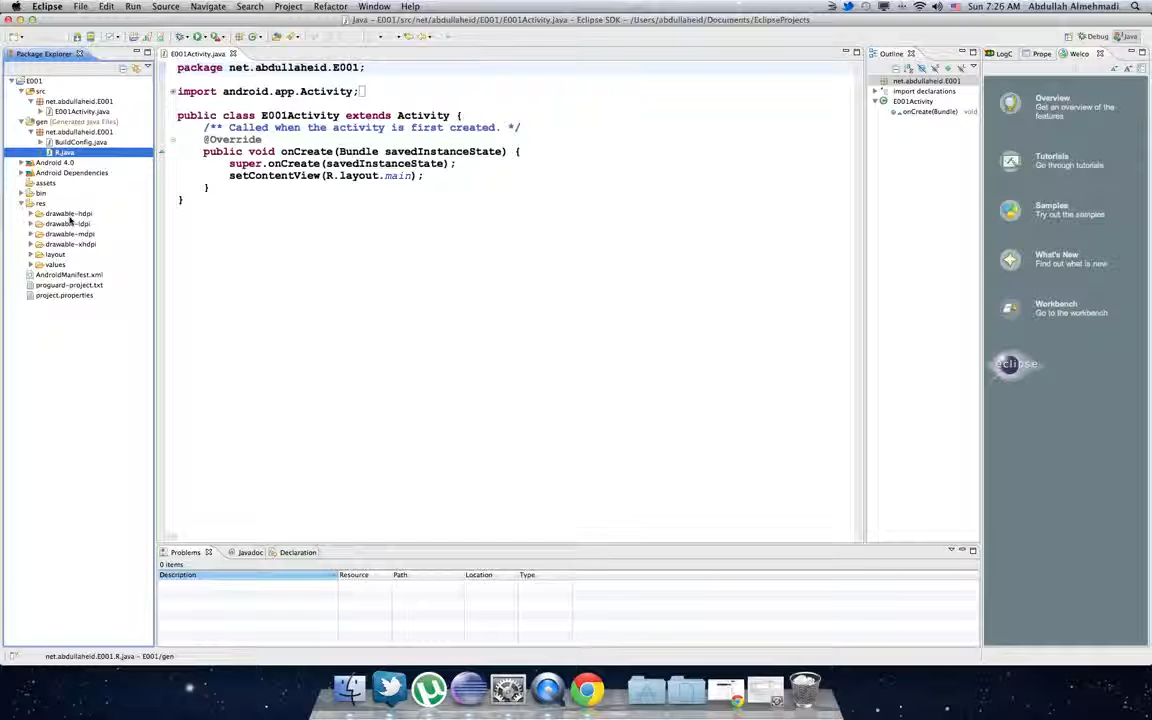 Eclipse File Edit Source Navigate Search Project Refactor Window Help
Sun 7:26 AM Abdullah Almehmadi
Java – E001/src/net/abdullaheid/E001/E001Activity.java – Eclipse SDK – /Users/abdullaheid/Documents/EclipseProjects
Debug Java
Package Explorer
E001
src
net.abdullaheid.E001
E001Activity.java
gen [Generated Java Files]
net.abdullaheid.E001
BuildConfig.java
R.java
Android 4.0
Android Dependencies
assets
bin
res
drawable-hdpi
drawable-ldpi
drawable-mdpi
drawable-xhdpi
layout
values
AndroidManifest.xml
proguard-project.txt
project.properties
E001Activity.java
package net.abdullaheid.E001;
import android.app.Activity;
public class E001Activity extends Activity {
/** Called when the activity is first created. */
@Override
public void onCreate(Bundle savedInstanceState) {
super.onCreate(savedInstanceState);
setContentView(R.layout.main);
}
}
Outline
net.abdullaheid.E001
import declarations
E001Activity
onCreate(Bundle) : void
LogC Prope Welco
Overview
Get an overview of the
features
Tutorials
Go through tutorials
Samples
Try out the samples
What's New
Find out what is new
Workbench
Go to the workbench
eclipse
Problems Javadoc Declaration
0 items
Description Resource Path Location Type
net.abdullaheid.E001.R.java – E001/gen